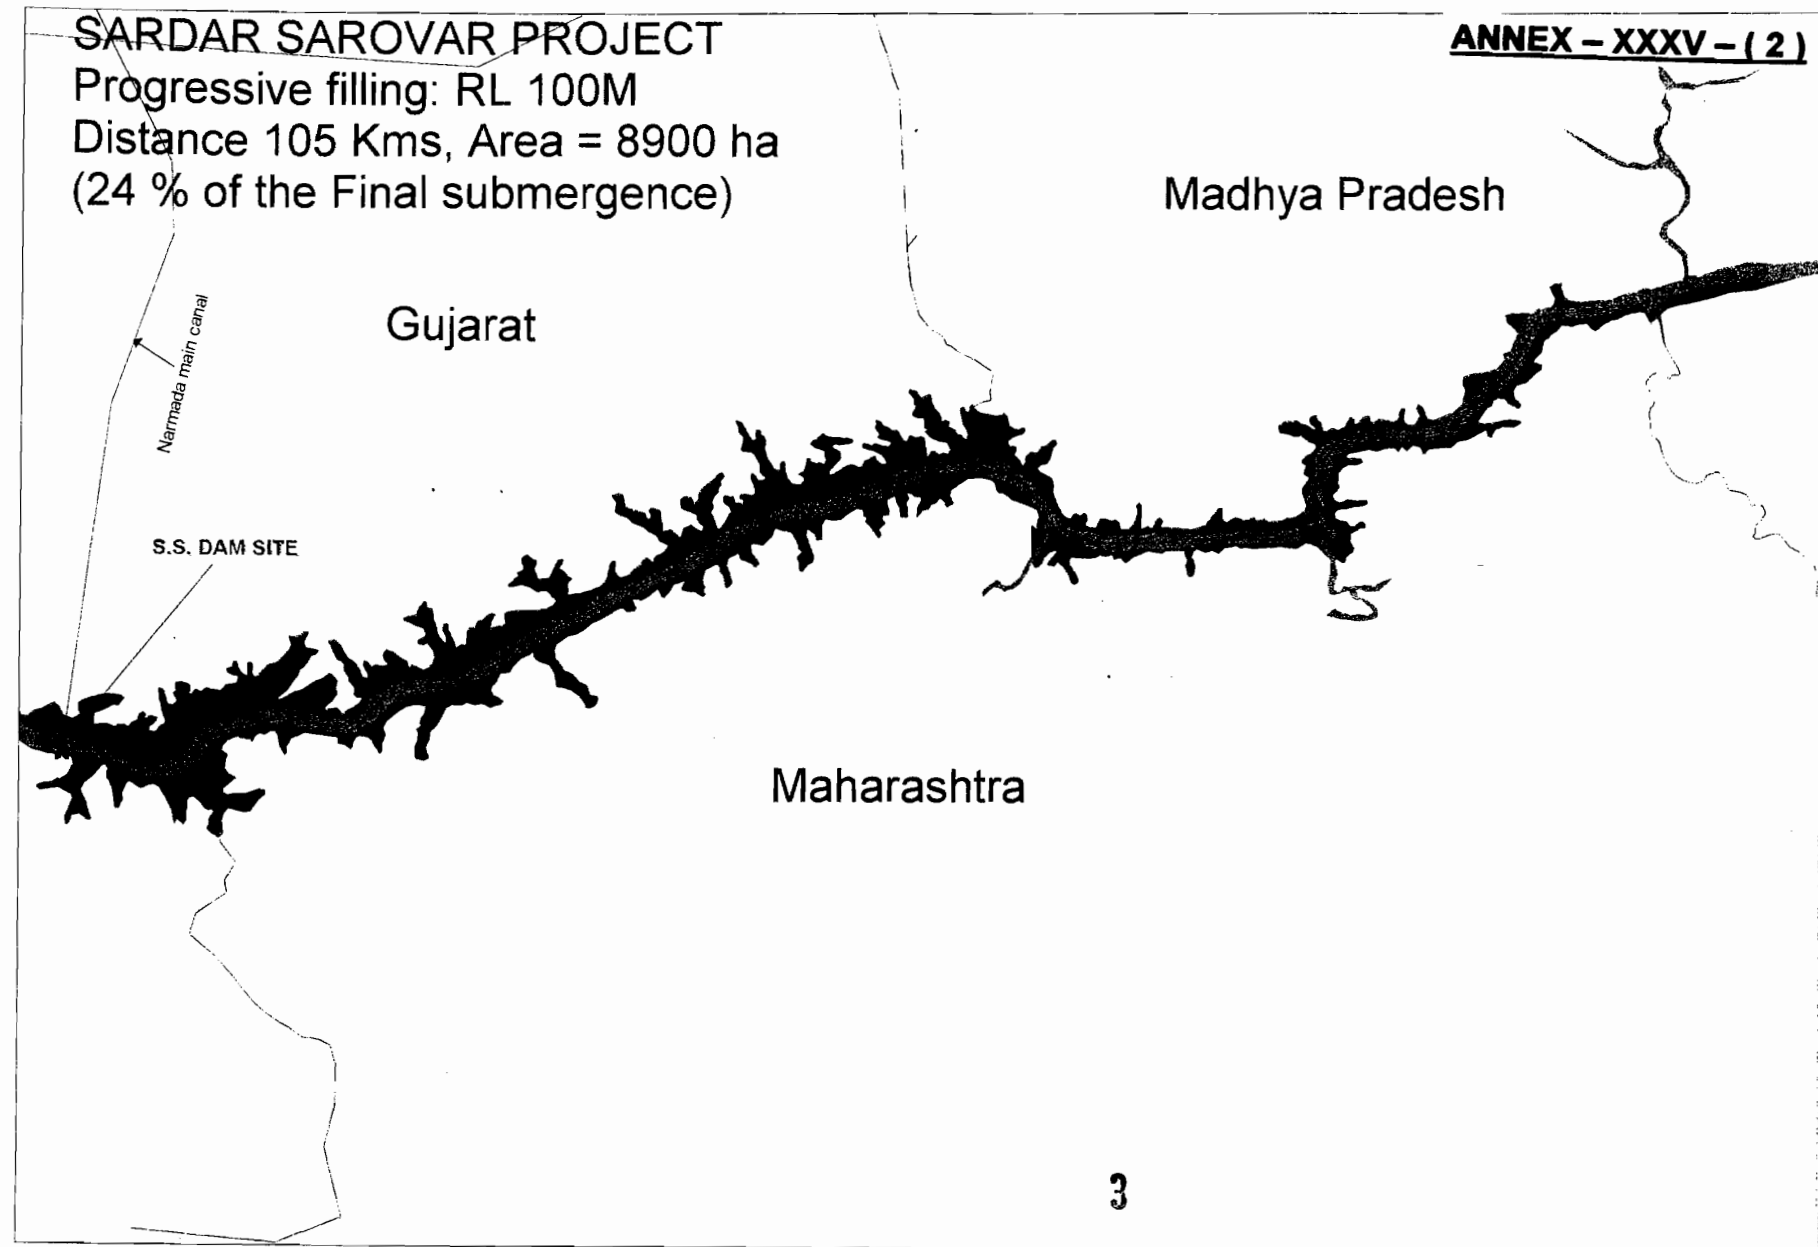 SARDAR SAROVAR PROJECT
ANNEX – XXXV – ( 2 )
Progressive filling: RL 100M
Distance 105 Kms, Area = 8900 ha
(24 % of the Final submergence)
Madhya Pradesh
Gujarat
Narmada main canal
S.S. DAM SITE
Maharashtra
3